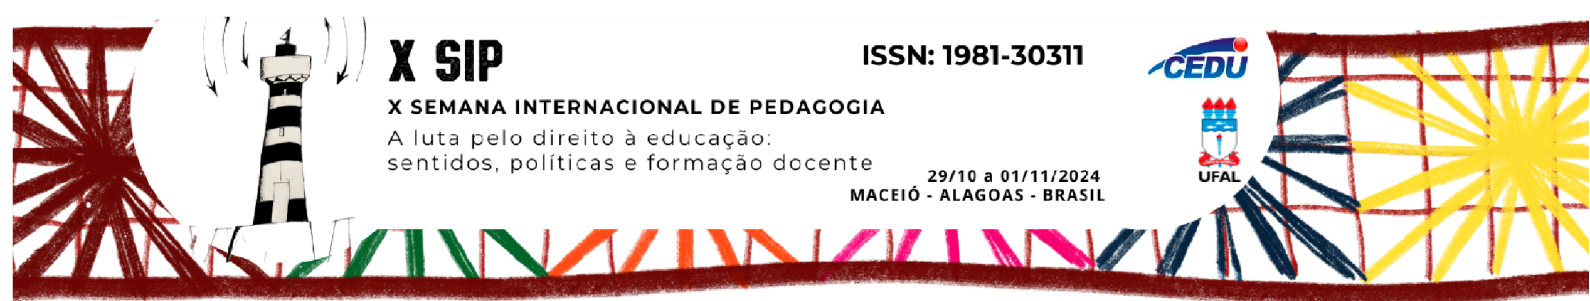 X SIP
X SEMANA INTERNACIONAL DE PEDAGOGIA
A luta pelo direito à educação:
sentidos, políticas e formação docente
ISSN: 1981-30311
29/10 a 01/11/2024
MACEIÓ - ALAGOAS - BRASIL
CEDU
UFAL